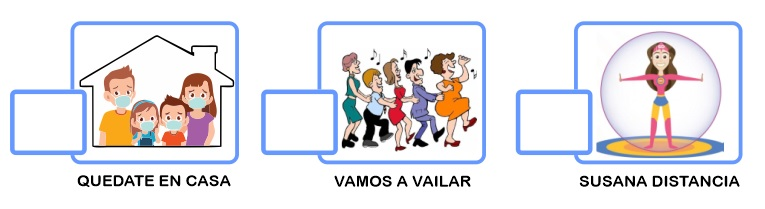 QUEDATE EN CASA
VAMOS A VAILAR
SUSANA DISTANCIA